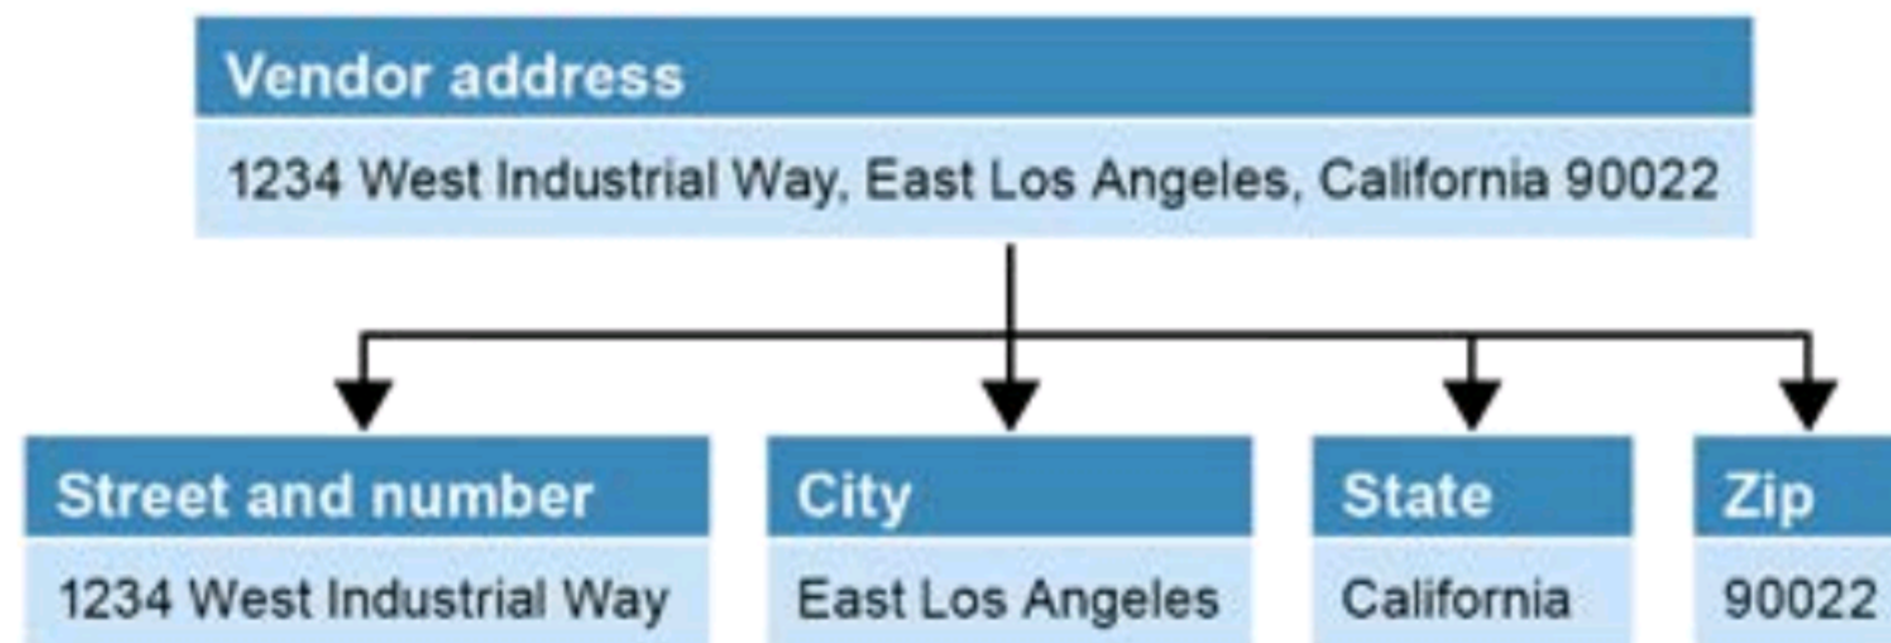 Vendor address
1234 West Industrial Way, East Los Angeles, California 90022
Street and number
City
State
Zip
1234 West Industrial Way
East Los Angeles
California
90022